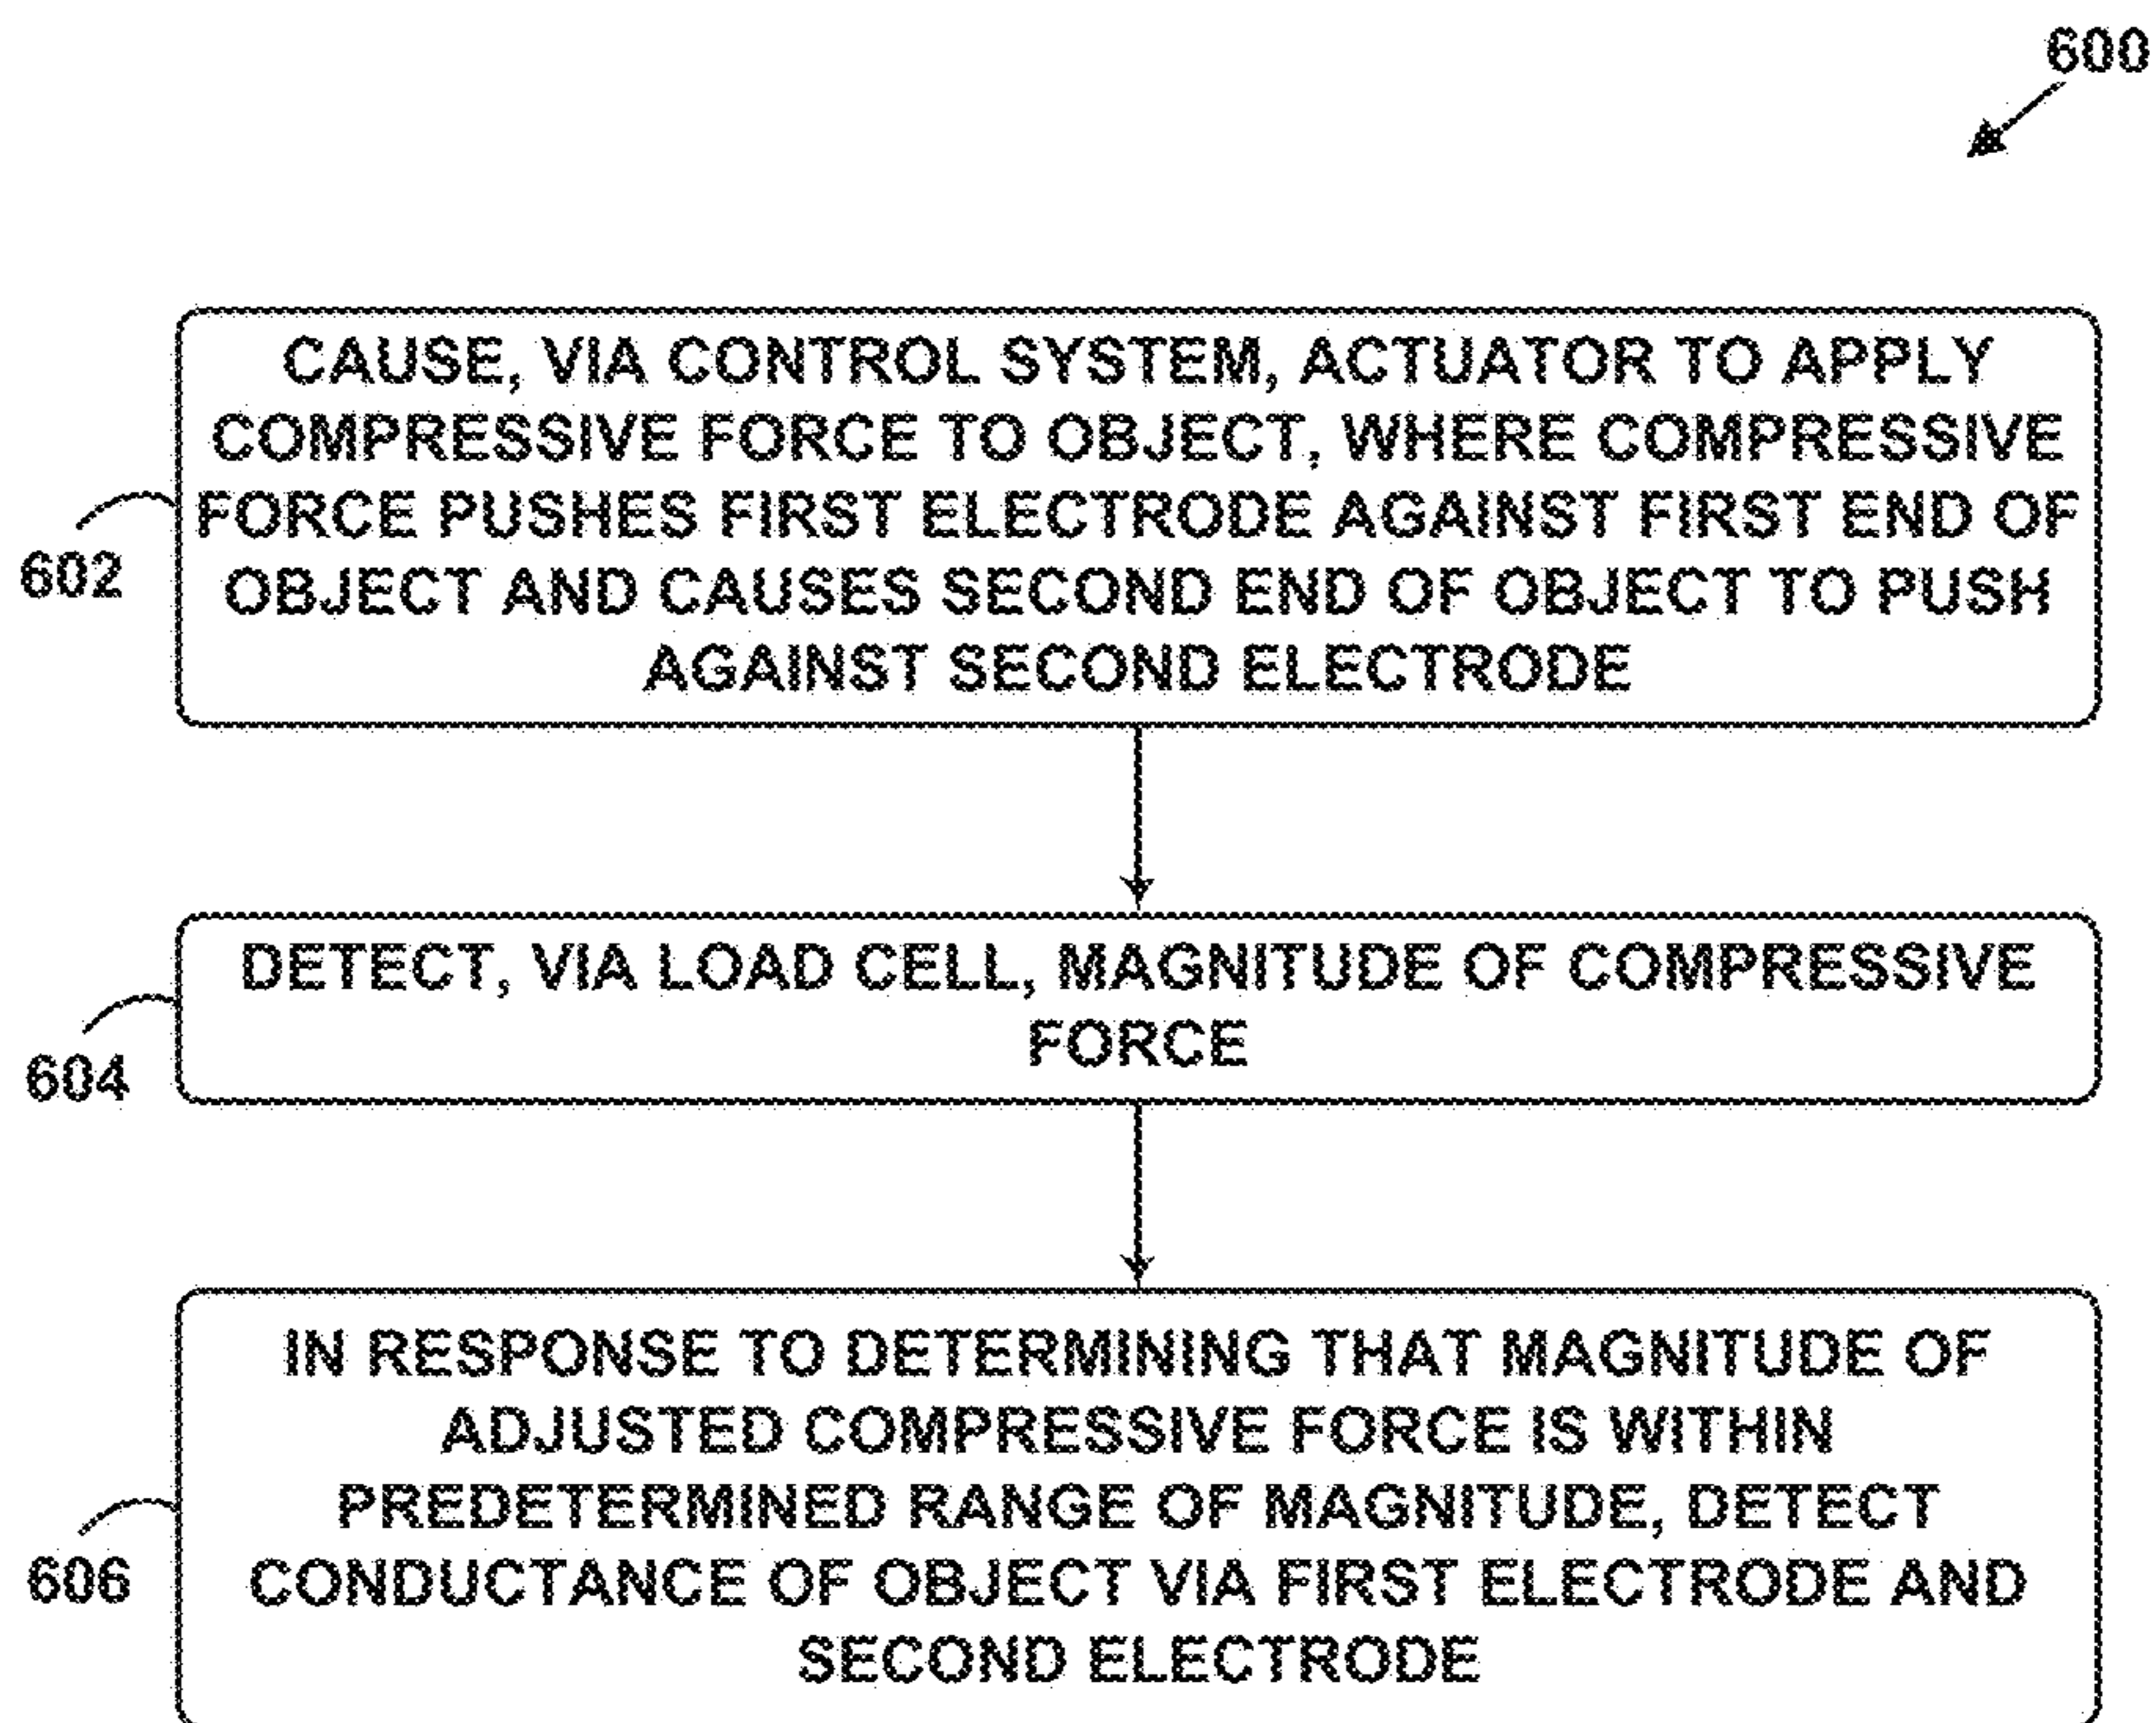 600
CAUSE, VIA CONTROL SYSTEM, ACTUATOR TO APPLY
COMPRESSIVE FORCE TO OBJECT, WHERE COMPRESSIVE
FORCE PUSHES FIRST ELECTRODE AGAINST FIRST END OF
OBJECT AND CAUSES SECOND END OF OBJECT TO PUSH
AGAINST SECOND ELECTRODE
602
DETECT, VIA LOAD CELL, MAGNITUDE OF COMPRESSIVE
FORCE
604
IN RESPONSE TO DETERMINING THAT MAGNITUDE OF
ADJUSTED COMPRESSIVE FORCE IS WITHIN
PREDETERMINED RANGE OF MAGNITUDE, DETECT
CONDUCTANCE OF OBJECT VIA FIRST ELECTRODE AND
SECOND ELECTRODE
606